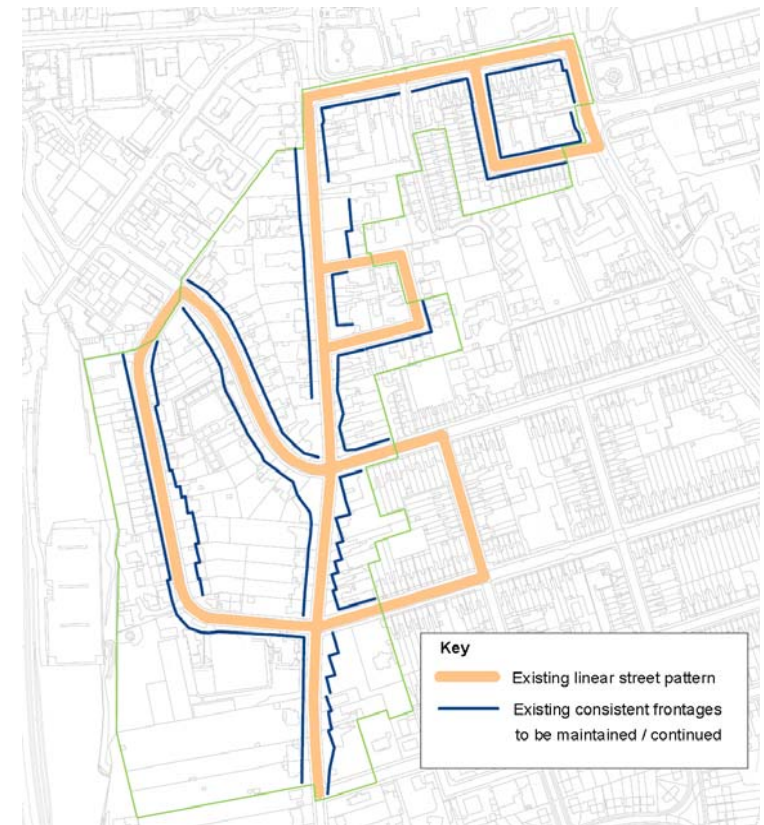 Key
Existing linear street pattern
Existing consistent frontages
to be maintained / continued